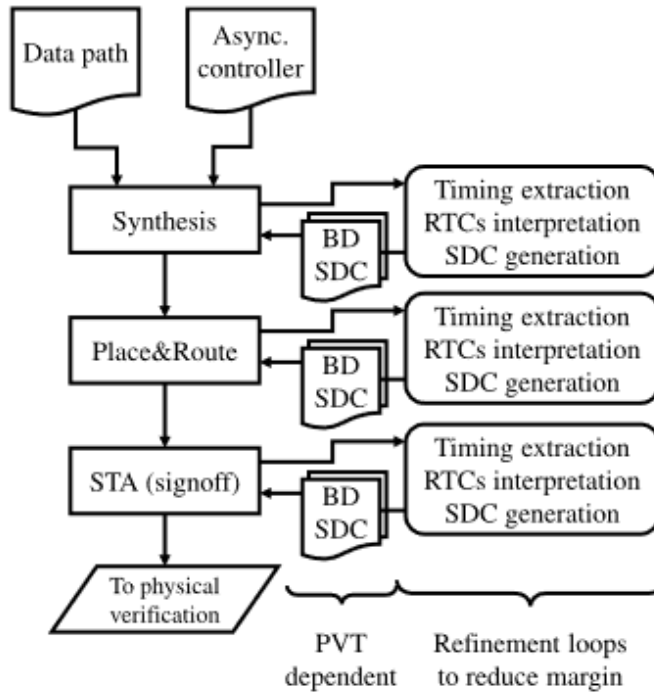 Data path
Async.
controller
Synthesis
BD
SDC
Timing extraction
RTCs interpretation
SDC generation
Place&Route
BD
SDC
Timing extraction
RTCs interpretation
SDC generation
STA (signoff)
BD
SDC
Timing extraction
RTCs interpretation
SDC generation
To physical
verification
PVT
dependent
Refinement loops
to reduce margin